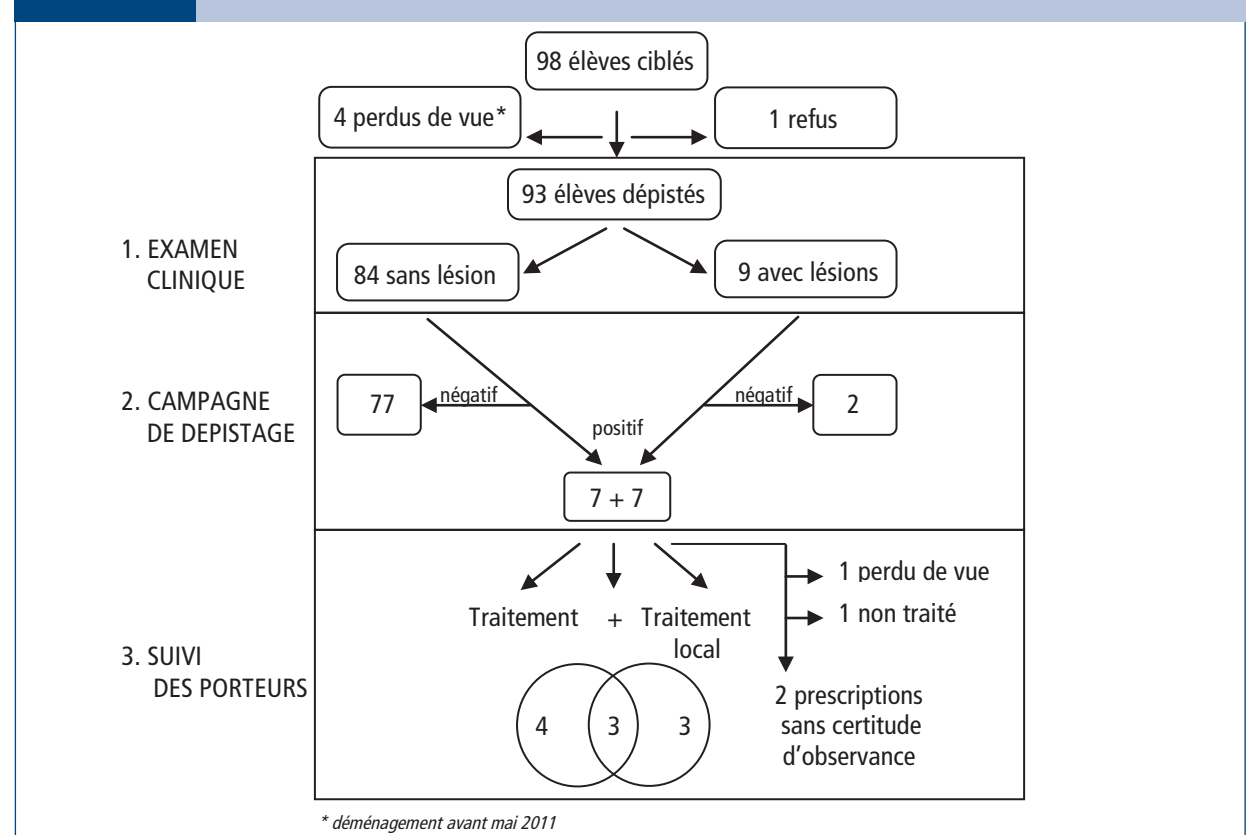 98 élèves ciblés
4 perdus de vue*
1 refus
93 élèves dépistés
1. EXAMEN
CLINIQUE
84 sans lésion
9 avec lésions
2. CAMPAGNE
DE DEPISTAGE
77
négatif
négatif
2
positif
7 + 7
1 perdu de vue
1 non traité
Traitement + Traitement
local
3. SUIVI
DES PORTEURS
4 3 3
2 prescriptions
sans certitude
d’observance
* déménagement avant mai 2011